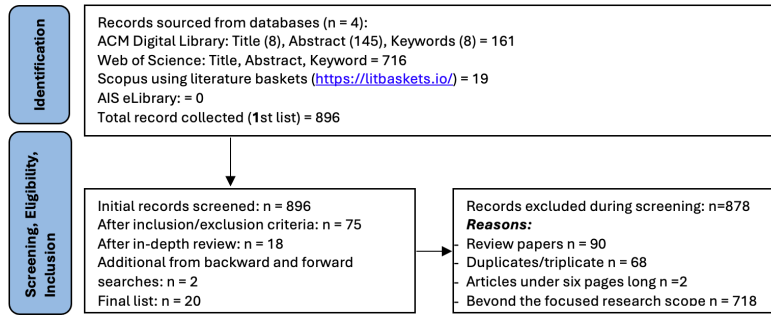 Identification
Records sourced from databases (n = 4):
ACM Digital Library: Title (8), Abstract (145), Keywords (8) = 161
Web of Science: Title, Abstract, Keyword = 716
Scopus using literature baskets (https://litbaskets.io/) = 19
AIS eLibrary: = 0
Total record collected (1st list) = 896
Screening, Eligibility,
Inclusion
Initial records screened: n = 896
After inclusion/exclusion criteria: n = 75
After in-depth review: n = 18
Additional from backward and forward
searches: n = 2
Final list: n = 20
Records excluded during screening: n=878
Reasons:
- Review papers n = 90
- Duplicates/triplicate n = 68
- Articles under six pages long n =2
- Beyond the focused research scope n = 718